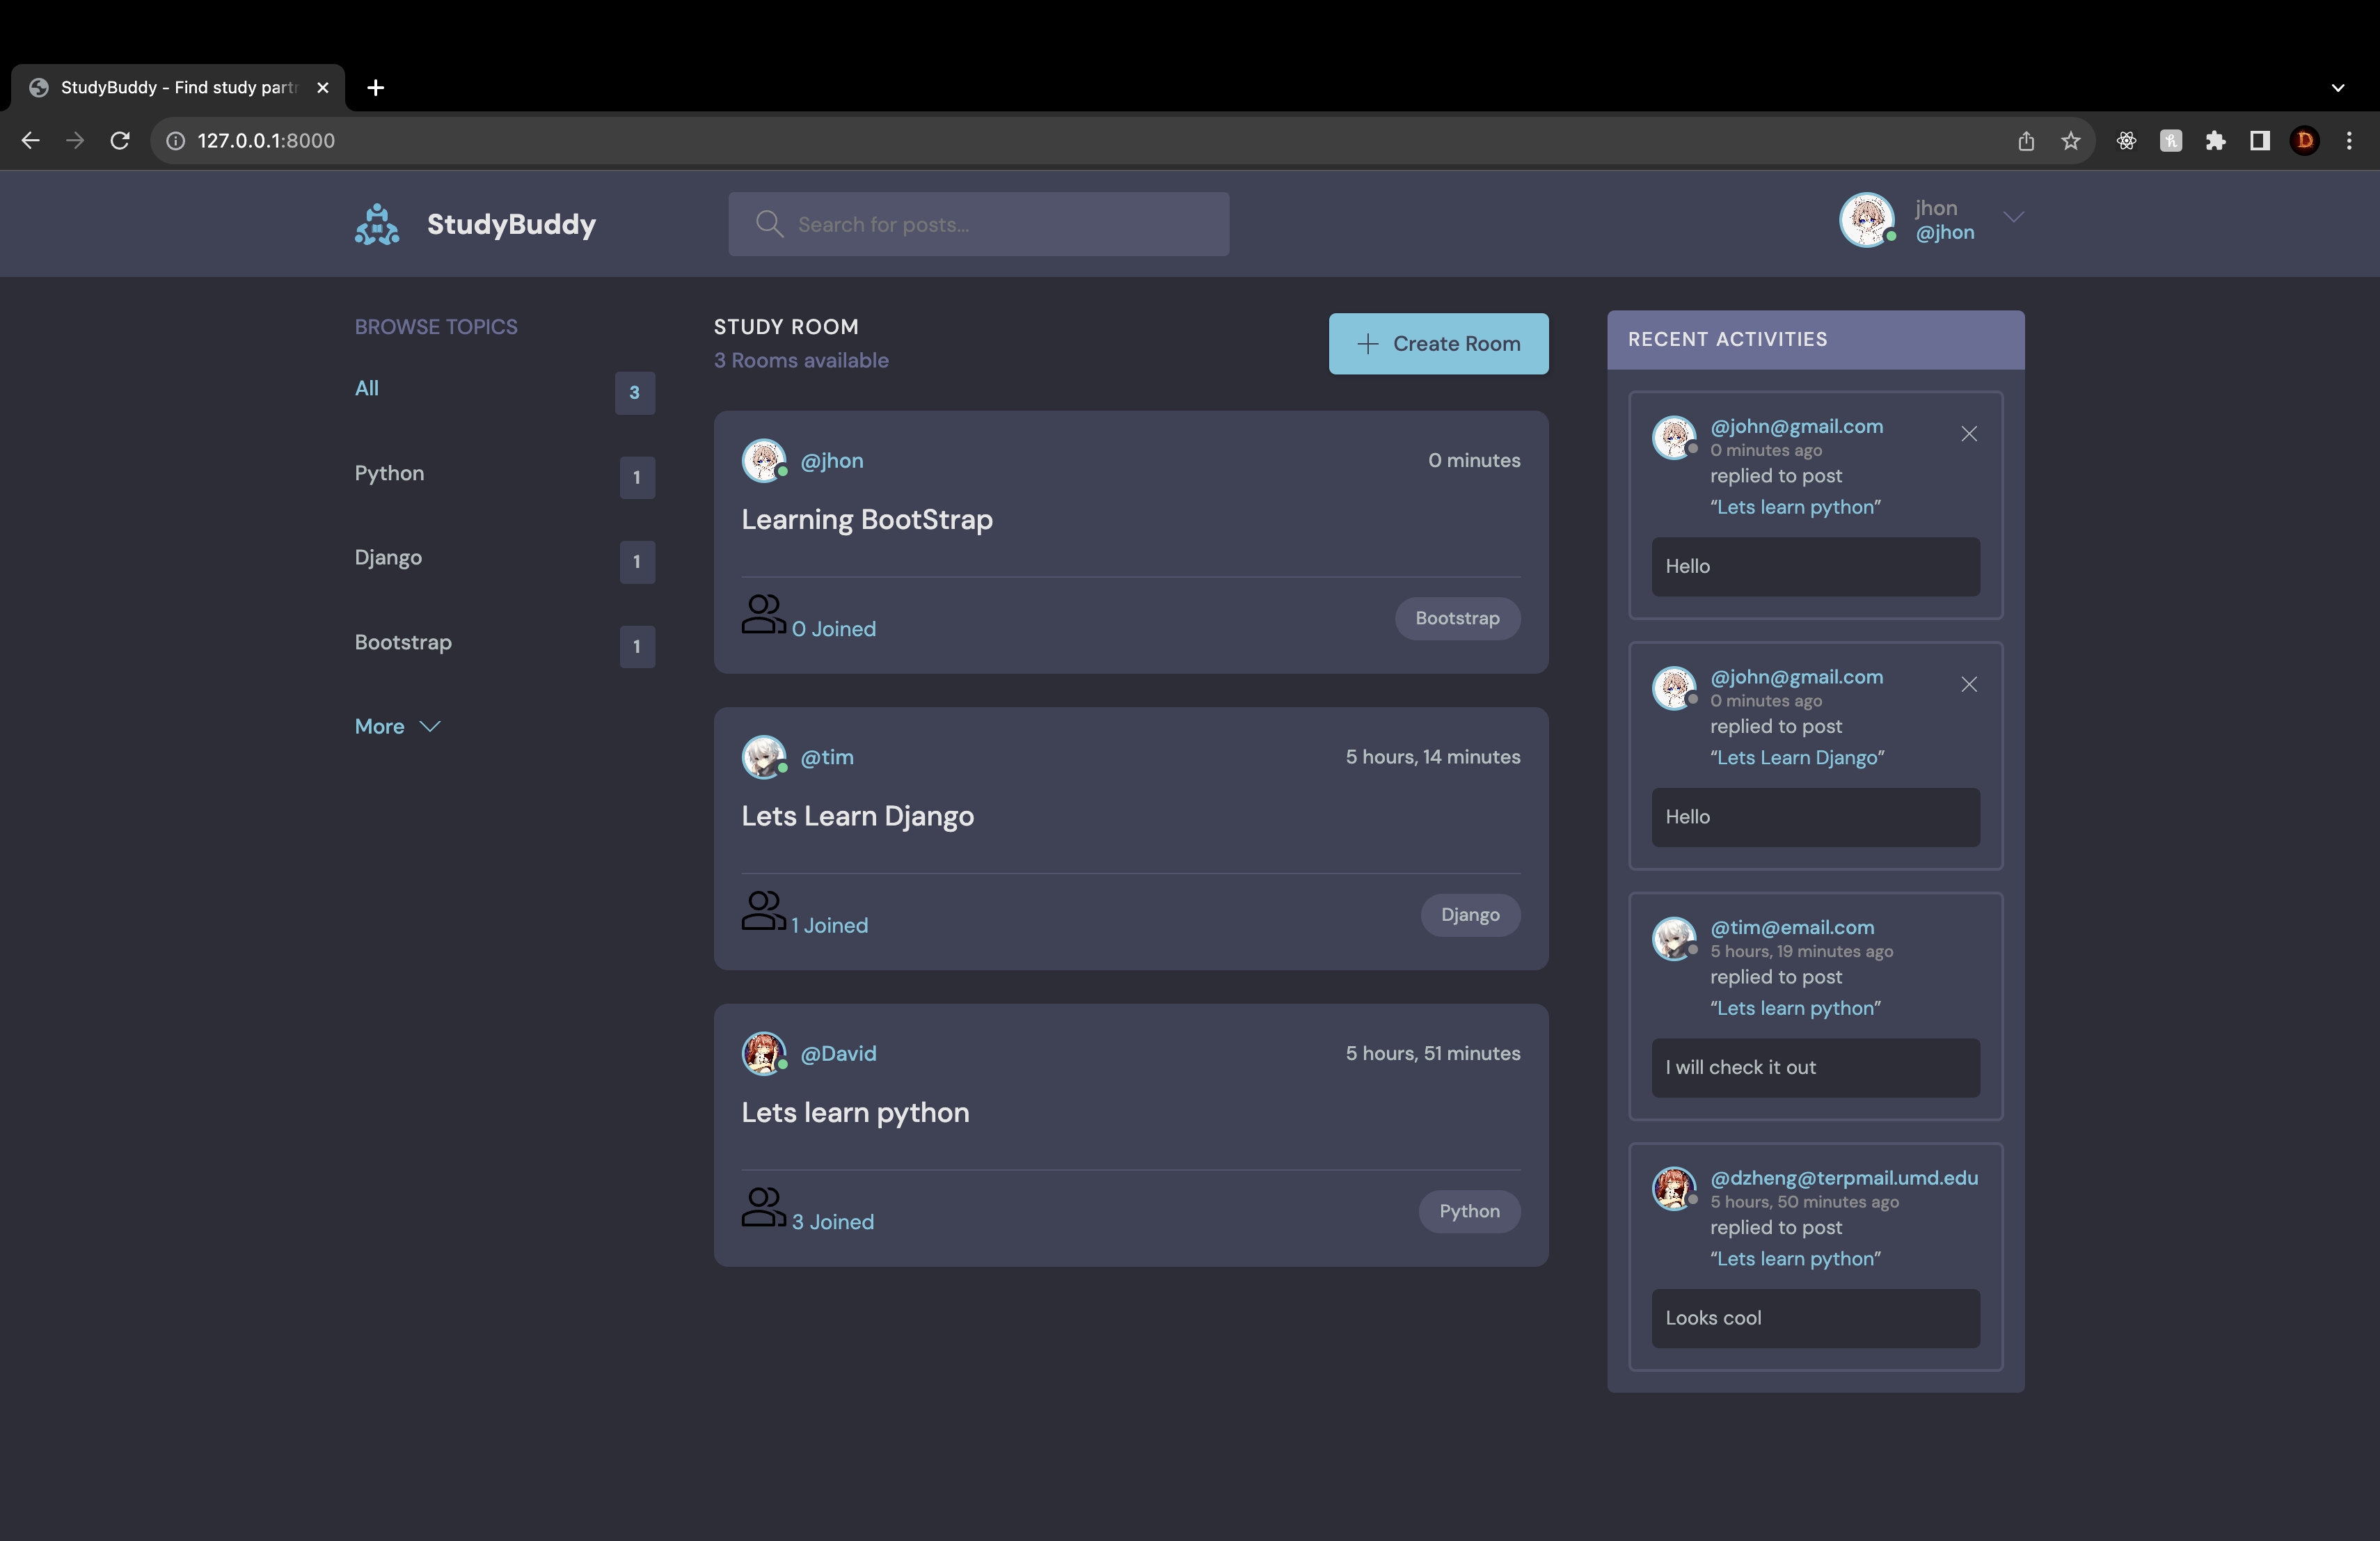 StudyBuddy - Find study part
127.0.0.1:8000
StudyBuddy
Search for posts...
jhon
@jhon
BROWSE TOPICS
All
3
Python
1
Django
1
Bootstrap
1
More
STUDY ROOM
3 Rooms available
Create Room
@jhon
0 minutes
Learning BootStrap
0 Joined
Bootstrap
@tim
5 hours, 14 minutes
Lets Learn Django
1 Joined
Django
@David
5 hours, 51 minutes
Lets learn python
3 Joined
Python
RECENT ACTIVITIES
@john@gmail.com
0 minutes ago
replied to post
“Lets learn python”
Hello
@john@gmail.com
0 minutes ago
replied to post
“Lets Learn Django”
Hello
@tim@email.com
5 hours, 19 minutes ago
replied to post
“Lets learn python”
I will check it out
@dzheng@terpmail.umd.edu
5 hours, 50 minutes ago
replied to post
“Lets learn python”
Looks cool